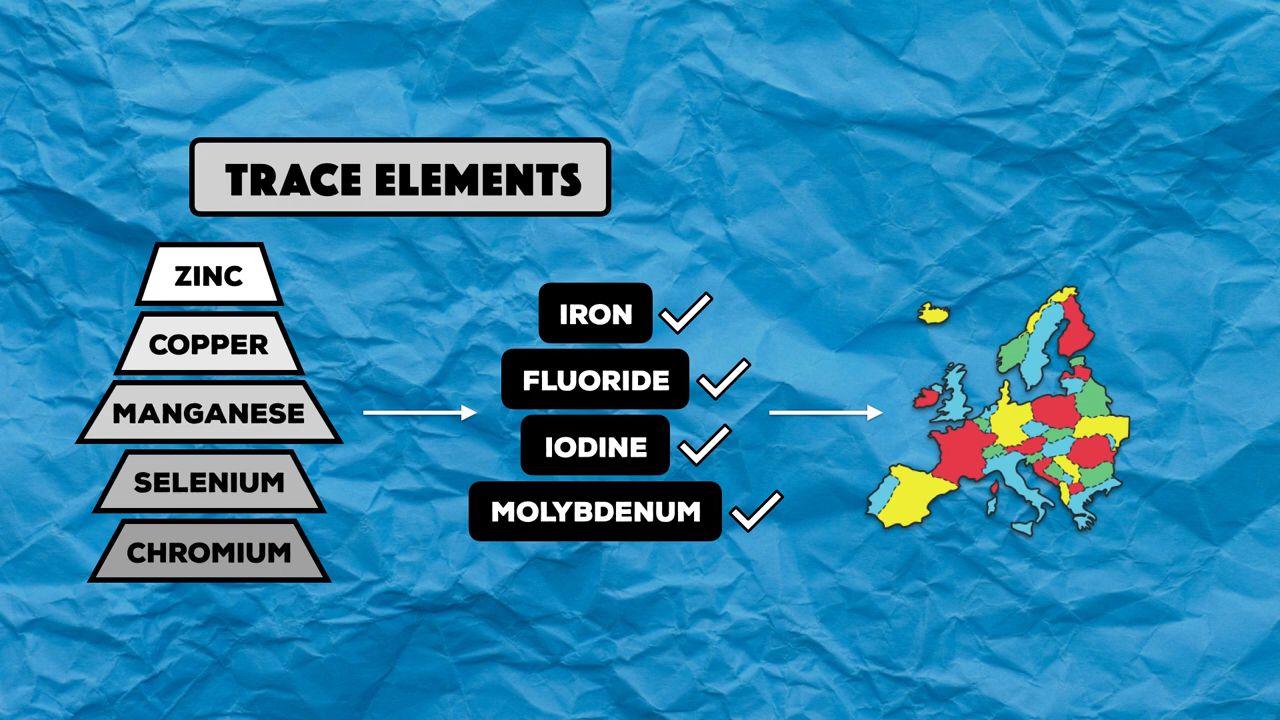 TRACE ELEMENTS
ZINC
COPPER
MANGANESE
SELENIUM
CHROMIUM
IRON
FLUORIDE
IODINE
MOLYBDENUM